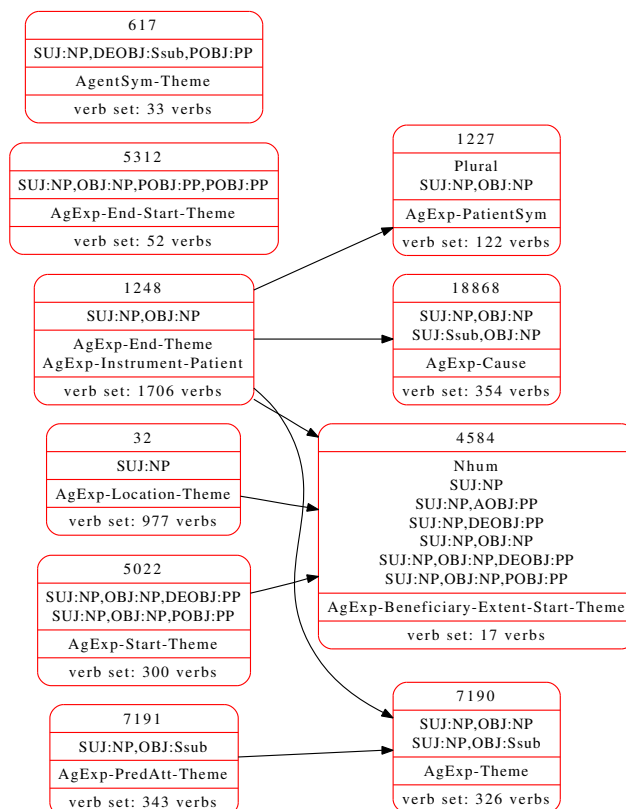 617
SUJ:NP,DEOBJ:Ssub,POBJ:PP
AgentSym-Theme
verb set: 33 verbs
5312
SUJ:NP,OBJ:NP,POBJ:PP,POBJ:PP
AgExp-End-Start-Theme
verb set: 52 verbs
1248
SUJ:NP,OBJ:NP
AgExp-End-Theme
AgExp-Instrument-Patient
verb set: 1706 verbs
32
SUJ:NP
AgExp-Location-Theme
verb set: 977 verbs
5022
SUJ:NP,OBJ:NP,DEOBJ:PP
SUJ:NP,OBJ:NP,POBJ:PP
AgExp-Start-Theme
verb set: 300 verbs
7191
SUJ:NP,OBJ:Ssub
AgExp-PredAtt-Theme
verb set: 343 verbs
1227
Plural
SUJ:NP,OBJ:NP
AgExp-PatientSym
verb set: 122 verbs
18868
SUJ:NP,OBJ:NP
SUJ:Ssub,OBJ:NP
AgExp-Cause
verb set: 354 verbs
4584
Nhum
SUJ:NP
SUJ:NP,AOBJ:PP
SUJ:NP,DEOBJ:PP
SUJ:NP,OBJ:NP
SUJ:NP,OBJ:NP,DEOBJ:PP
SUJ:NP,OBJ:NP,POBJ:PP
AgExp-Beneficiary-Extent-Start-Theme
verb set: 17 verbs
7190
SUJ:NP,OBJ:NP
SUJ:NP,OBJ:Ssub
AgExp-Theme
verb set: 326 verbs